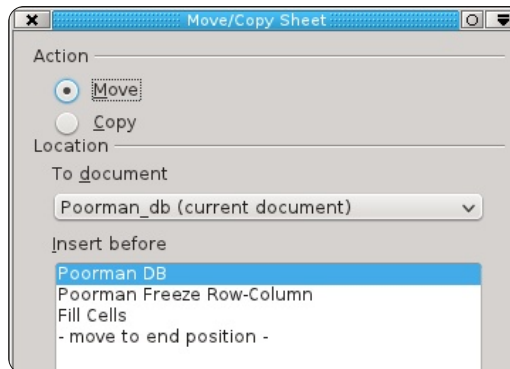 Move/Copy Sheet
Action
Move
Copy
Location
To document
Poorman_db (current document)
Insert before
Poorman DB
Poorman Freeze Row-Column
Fill Cells
- move to end position -